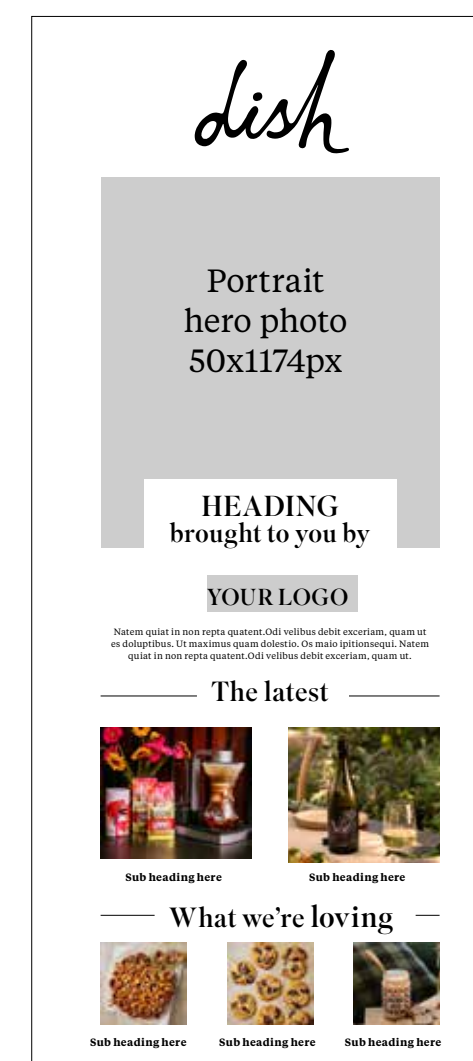 dish
Portrait
hero photo
50x1174px
HEADING
brought to you by
YOUR LOGO
Natem quiat in non repta quatent.Odi velibus debit exceriam, quam ut
es doluptibus. Ut maximus quam dolestio. Os maio ipitionsequi. Natem
quiat in non repta quatent.Odi velibus debit exceriam, quam ut.
The latest
Sub heading here
Sub heading here
What we're loving
Sub heading here
Sub heading here
Sub heading here